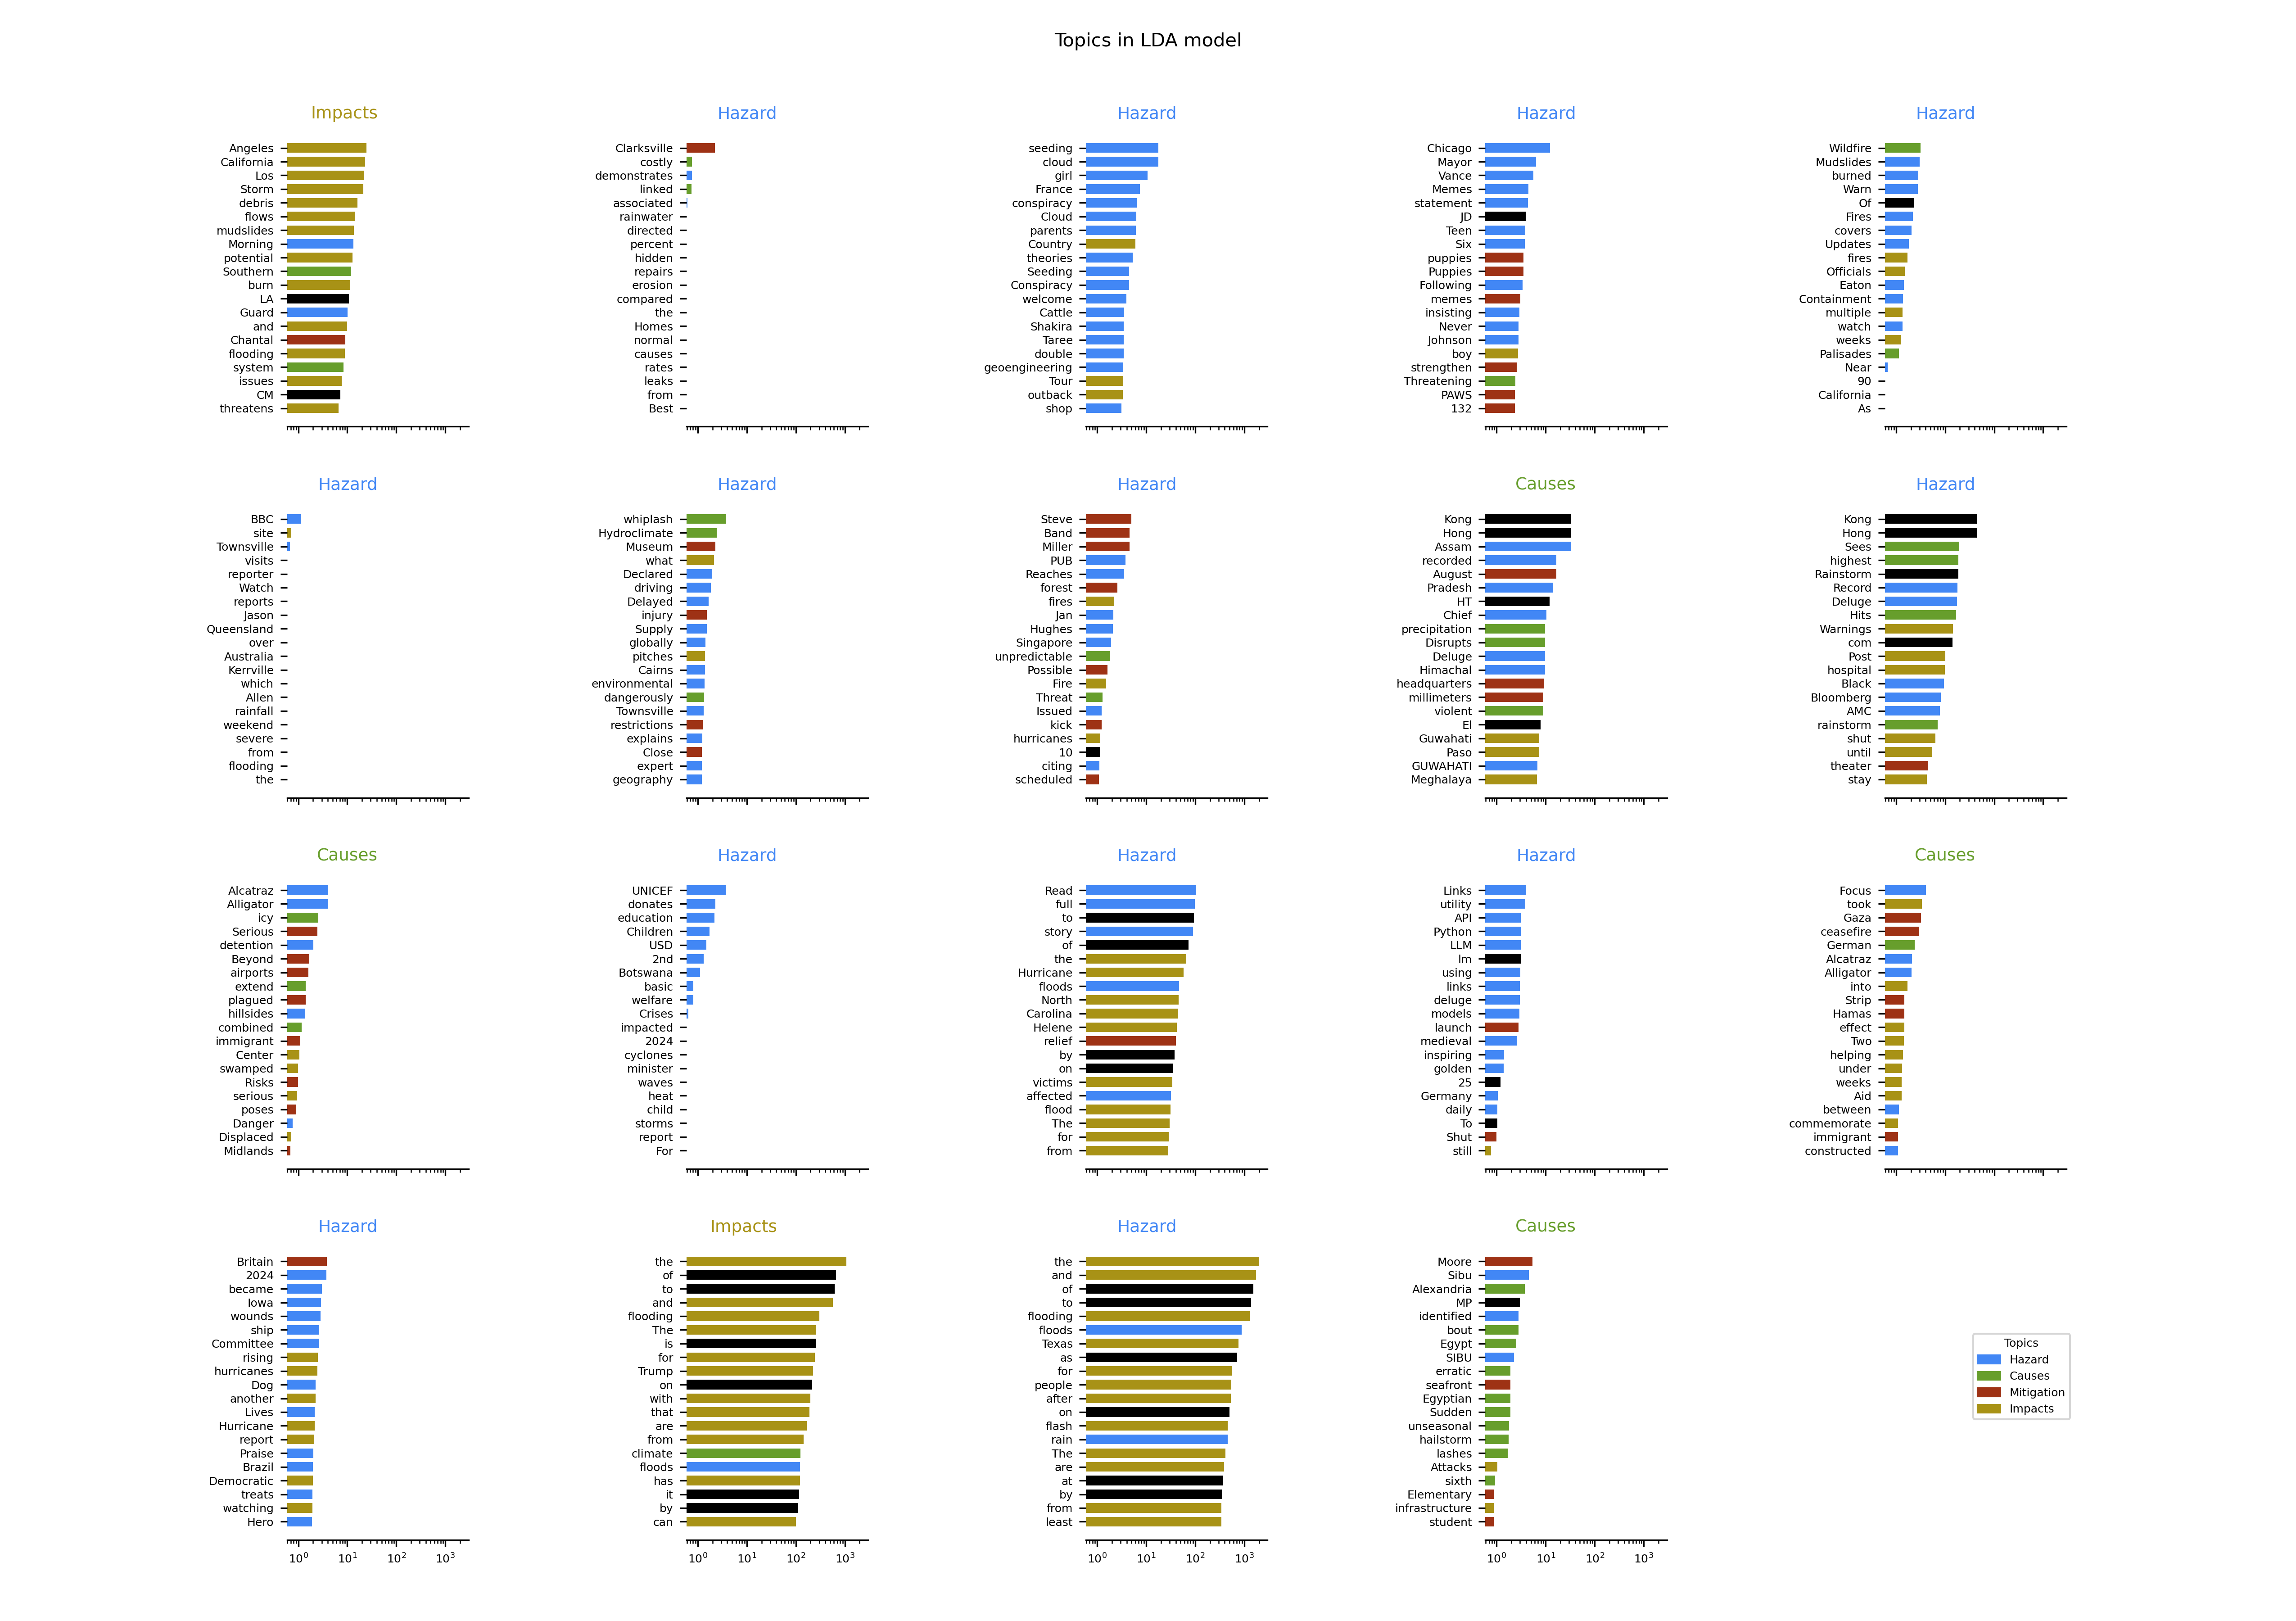 Topics in LDA model
Impacts
Angeles
California
Los
Storm
debris
flows
mudslides
Morning
potential
Southern
burn
LA
Guard
and
Chantal
flooding
system
issues
CM
threatens
Hazard
Clarksville
costly
demonstrates
linked
associated
rainwater
directed
percent
hidden
repairs
erosion
compared
the
Homes
normal
causes
rates
leaks
from
Best
Hazard
seeding
cloud
girl
France
conspiracy
Cloud
parents
Country
theories
Seeding
Conspiracy
welcome
Cattle
Shakira
Taree
double
geoengineering
Tour
outback
shop
Hazard
Chicago
Mayor
Vance
Memes
statement
JD
Teen
Six
puppies
Puppies
Following
memes
insisting
Never
Johnson
boy
strengthen
Threatening
PAWS
132
Hazard
Wildfire
Mudslides
burned
Warn
Of
Fires
covers
Updates
fires
Officials
Eaton
Containment
multiple
watch
weeks
Palisades
Near
90
California
As
Hazard
BBC
site
Townsville
visits
reporter
Watch
reports
Jason
Queensland
over
Australia
Kerrville
which
Allen
rainfall
weekend
severe
from
flooding
the
Hazard
whiplash
Hydroclimate
Museum
what
Declared
driving
Delayed
injury
Supply
globally
pitches
Cairns
environmental
dangerously
Townsville
restrictions
explains
Close
expert
geography
Hazard
Steve
Band
Miller
PUB
Reaches
forest
fires
Jan
Hughes
Singapore
unpredictable
Possible
Fire
Threat
Issued
kick
hurricanes
10
citing
scheduled
Causes
Kong
Hong
Assam
recorded
August
Pradesh
HT
Chief
precipitation
Disrupts
Deluge
Himachal
headquarters
millimeters
violent
El
Guwahati
Paso
GUWAHATI
Meghalaya
Hazard
Kong
Hong
Sees
highest
Rainstorm
Record
Deluge
Hits
Warnings
com
Post
hospital
Black
Bloomberg
AMC
rainstorm
shut
until
theater
stay
Causes
Alcatraz
Alligator
icy
Serious
detention
Beyond
airports
extend
plagued
hillsides
combined
immigrant
Center
swamped
Risks
serious
poses
Danger
Displaced
Midlands
Hazard
UNICEF
donates
education
Children
USD
2nd
Botswana
basic
welfare
Crises
impacted
2024
cyclones
minister
waves
heat
child
storms
report
For
Hazard
Read
full
to
story
of
the
Hurricane
floods
North
Carolina
Helene
relief
by
on
victims
affected
flood
The
for
from
Hazard
Links
utility
API
Python
LLM
lm
using
links
deluge
models
launch
medieval
inspiring
golden
25
Germany
daily
To
Shut
still
Causes
Focus
took
Gaza
ceasefire
German
Alcatraz
Alligator
into
Strip
Hamas
effect
Two
helping
under
weeks
Aid
between
commemorate
immigrant
constructed
Hazard
Britain
2024
became
Iowa
wounds
ship
Committee
rising
hurricanes
Dog
another
Lives
Hurricane
report
Praise
Brazil
Democratic
treats
watching
Hero
10⁰ 10¹ 10² 10³
Impacts
the
of
to
and
flooding
The
is
for
Trump
on
with
that
are
from
climate
floods
has
it
by
can
10⁰ 10¹ 10² 10³
Hazard
the
and
of
to
flooding
floods
Texas
as
for
people
after
on
flash
rain
The
are
at
by
from
least
10⁰ 10¹ 10² 10³
Causes
Moore
Sibu
Alexandria
MP
identified
bout
Egypt
SIBU
erratic
seafront
Egyptian
Sudden
unseasonal
hailstorm
lashes
Attacks
sixth
Elementary
infrastructure
student
10⁰ 10¹ 10² 10³
Topics
Hazard
Causes
Mitigation
Impacts